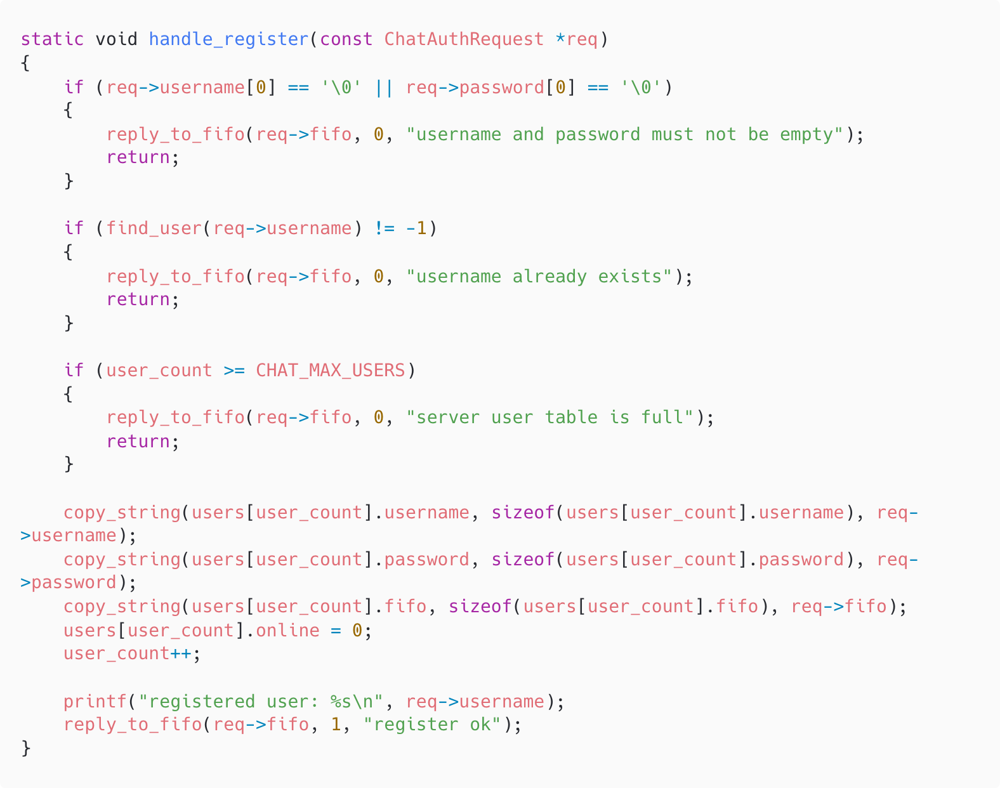 static void handle_register(const ChatAuthRequest *req)
{
    if (req->username[0] == '\0' || req->password[0] == '\0')
    {
        reply_to_fifo(req->fifo, 0, "username and password must not be empty");
        return;
    }

    if (find_user(req->username) != -1)
    {
        reply_to_fifo(req->fifo, 0, "username already exists");
        return;
    }

    if (user_count >= CHAT_MAX_USERS)
    {
        reply_to_fifo(req->fifo, 0, "server user table is full");
        return;
    }

    copy_string(users[user_count].username, sizeof(users[user_count].username), req-
>username);
    copy_string(users[user_count].password, sizeof(users[user_count].password), req-
>password);
    copy_string(users[user_count].fifo, sizeof(users[user_count].fifo), req->fifo);
    users[user_count].online = 0;
    user_count++;

    printf("registered user: %s\n", req->username);
    reply_to_fifo(req->fifo, 1, "register ok");
}